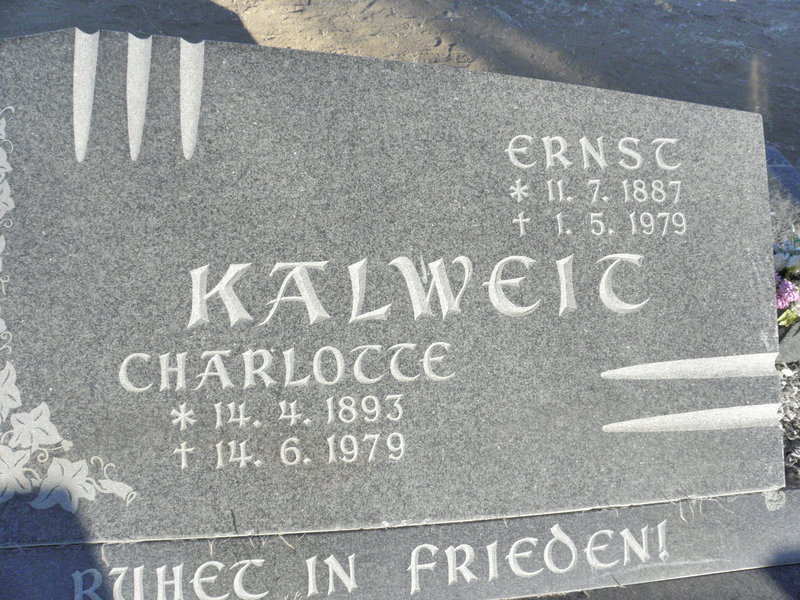 ERNST
* 11. 7. 1887
† 1. 5. 1979
KALWEIT
CHARLOTTE
* 14. 4. 1893
† 14. 6. 1979
RUHET IN FRIEDEN!